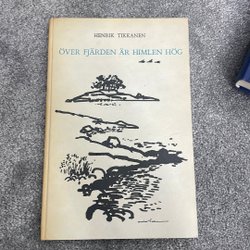 HENRIK TIKKANEN
ÖVER FJÄRDEN ÄR HIMLEN HÖG